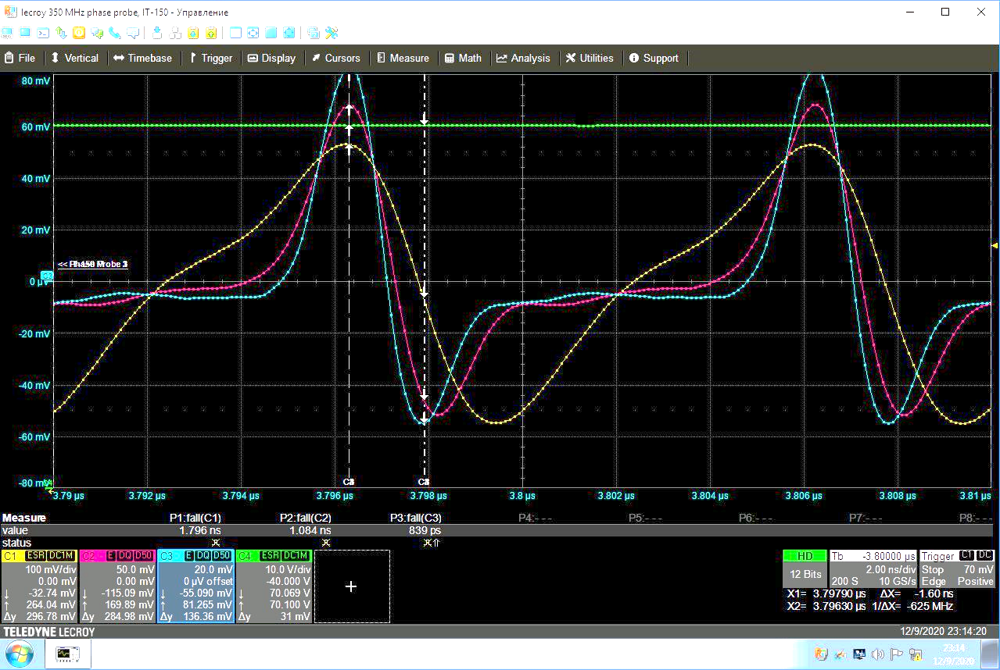 lecroy 350 MHz phase probe, IT-150 - Управление
File Vertical Timebase Trigger Display Cursors Measure Math Analysis Utilities Support
80 mV
60 mV
40 mV
20 mV
0 µV
-20 mV
-40 mV
-60 mV
-80 mV
C3
C4
3.79 µs 3.792 µs 3.794 µs 3.796 µs 3.798 µs 3.8 µs 3.802 µs 3.804 µs 3.806 µs 3.808 µs 3.81 µs
Measure P1:fall(C1) P2:fall(C2) P3:fall(C3) P4:- - - P5:- - - P6:- - - P7:- - - P8:- - -
value 1.796 ns 1.084 ns 839 ps
status
C1 ESR DC1M C2 E DQ D50 C3 E DQ D50 C4 ESR DC1M
100 mV/div 50.0 mV 20.0 mV 10.0 V/div
0.00 mV 0.00 mV 0 µV offset -40.000 V
↓ -32.74 mV ↓ -115.09 mV ↓ -55.090 mV ↓ 70.069 V
↑ 264.04 mV ↑ 169.89 mV ↑ 81.265 mV ↑ 70.100 V
Δy 296.78 mV Δy 284.98 mV Δy 136.36 mV Δy 31 mV
+
HD Tb -3.80000 µs Trigger C1 DC
12 Bits 2.00 ns/div Stop 70 mV
200 S 10 GS/s Edge Positive
X1= 3.79790 µs ΔX= -1.60 ns
X2= 3.79630 µs 1/ΔX= -625 MHz
TELEDYNE LECROY 12/9/2020 23:14:20
23:14
12/9/2020